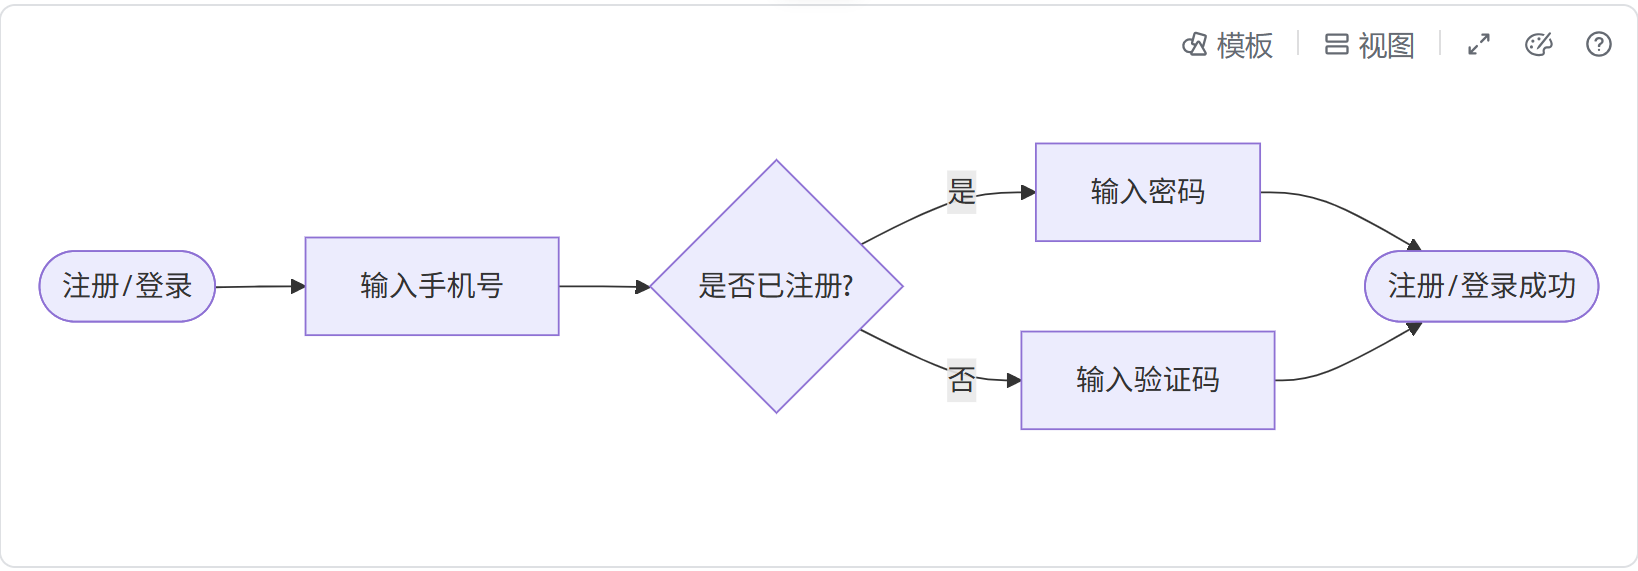 模板
视图
注册/登录
输入手机号
是否已注册?
是
输入密码
否
输入验证码
注册/登录成功